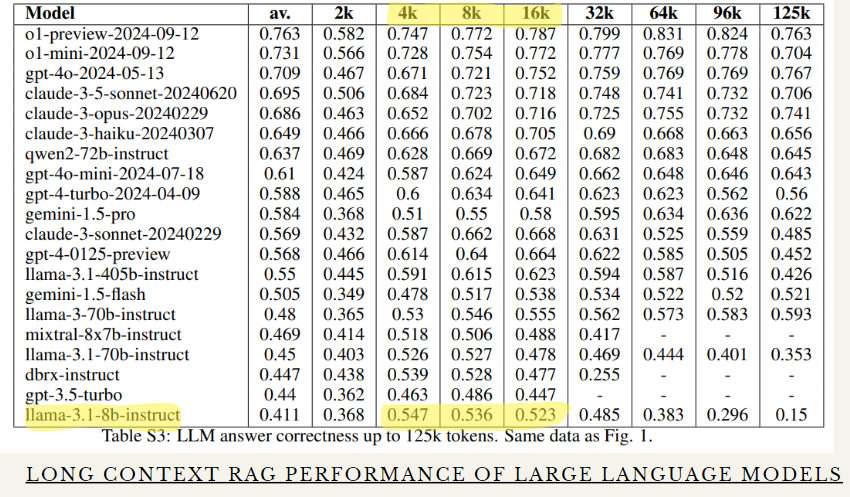 Model av. 2k 4k 8k 16k 32k 64k 96k 125k
o1-preview-2024-09-12 0.763 0.582 0.747 0.772 0.787 0.799 0.831 0.824 0.763
o1-mini-2024-09-12 0.731 0.566 0.728 0.754 0.772 0.777 0.769 0.778 0.704
gpt-4o-2024-05-13 0.709 0.467 0.671 0.721 0.752 0.759 0.769 0.769 0.767
claude-3-5-sonnet-20240620 0.695 0.506 0.684 0.723 0.718 0.748 0.741 0.732 0.706
claude-3-opus-20240229 0.686 0.463 0.652 0.702 0.716 0.725 0.755 0.732 0.741
claude-3-haiku-20240307 0.649 0.466 0.666 0.678 0.705 0.69 0.668 0.663 0.656
qwen2-72b-instruct 0.637 0.469 0.628 0.669 0.672 0.682 0.683 0.648 0.645
gpt-4o-mini-2024-07-18 0.61 0.424 0.587 0.624 0.649 0.662 0.648 0.646 0.643
gpt-4-turbo-2024-04-09 0.588 0.465 0.6 0.634 0.641 0.623 0.623 0.562 0.56
gemini-1.5-pro 0.584 0.368 0.51 0.55 0.58 0.595 0.634 0.636 0.622
claude-3-sonnet-20240229 0.569 0.432 0.587 0.662 0.668 0.631 0.525 0.559 0.485
gpt-4-0125-preview 0.568 0.466 0.614 0.64 0.664 0.622 0.585 0.505 0.452
llama-3.1-405b-instruct 0.55 0.445 0.591 0.615 0.623 0.594 0.587 0.516 0.426
gemini-1.5-flash 0.505 0.349 0.478 0.517 0.538 0.534 0.522 0.52 0.521
llama-3-70b-instruct 0.48 0.365 0.53 0.546 0.555 0.562 0.573 0.583 0.593
mixtral-8x7b-instruct 0.469 0.414 0.518 0.506 0.488 0.417 - - -
llama-3.1-70b-instruct 0.45 0.403 0.526 0.527 0.478 0.469 0.444 0.401 0.353
dbrx-instruct 0.447 0.438 0.539 0.528 0.477 0.255 - - -
gpt-3.5-turbo 0.44 0.362 0.463 0.486 0.447 - - - -
llama-3.1-8b-instruct 0.411 0.368 0.547 0.536 0.523 0.485 0.383 0.296 0.15
Table S3: LLM answer correctness up to 125k tokens. Same data as Fig. 1.
LONG CONTEXT RAG PERFORMANCE OF LARGE LANGUAGE MODELS